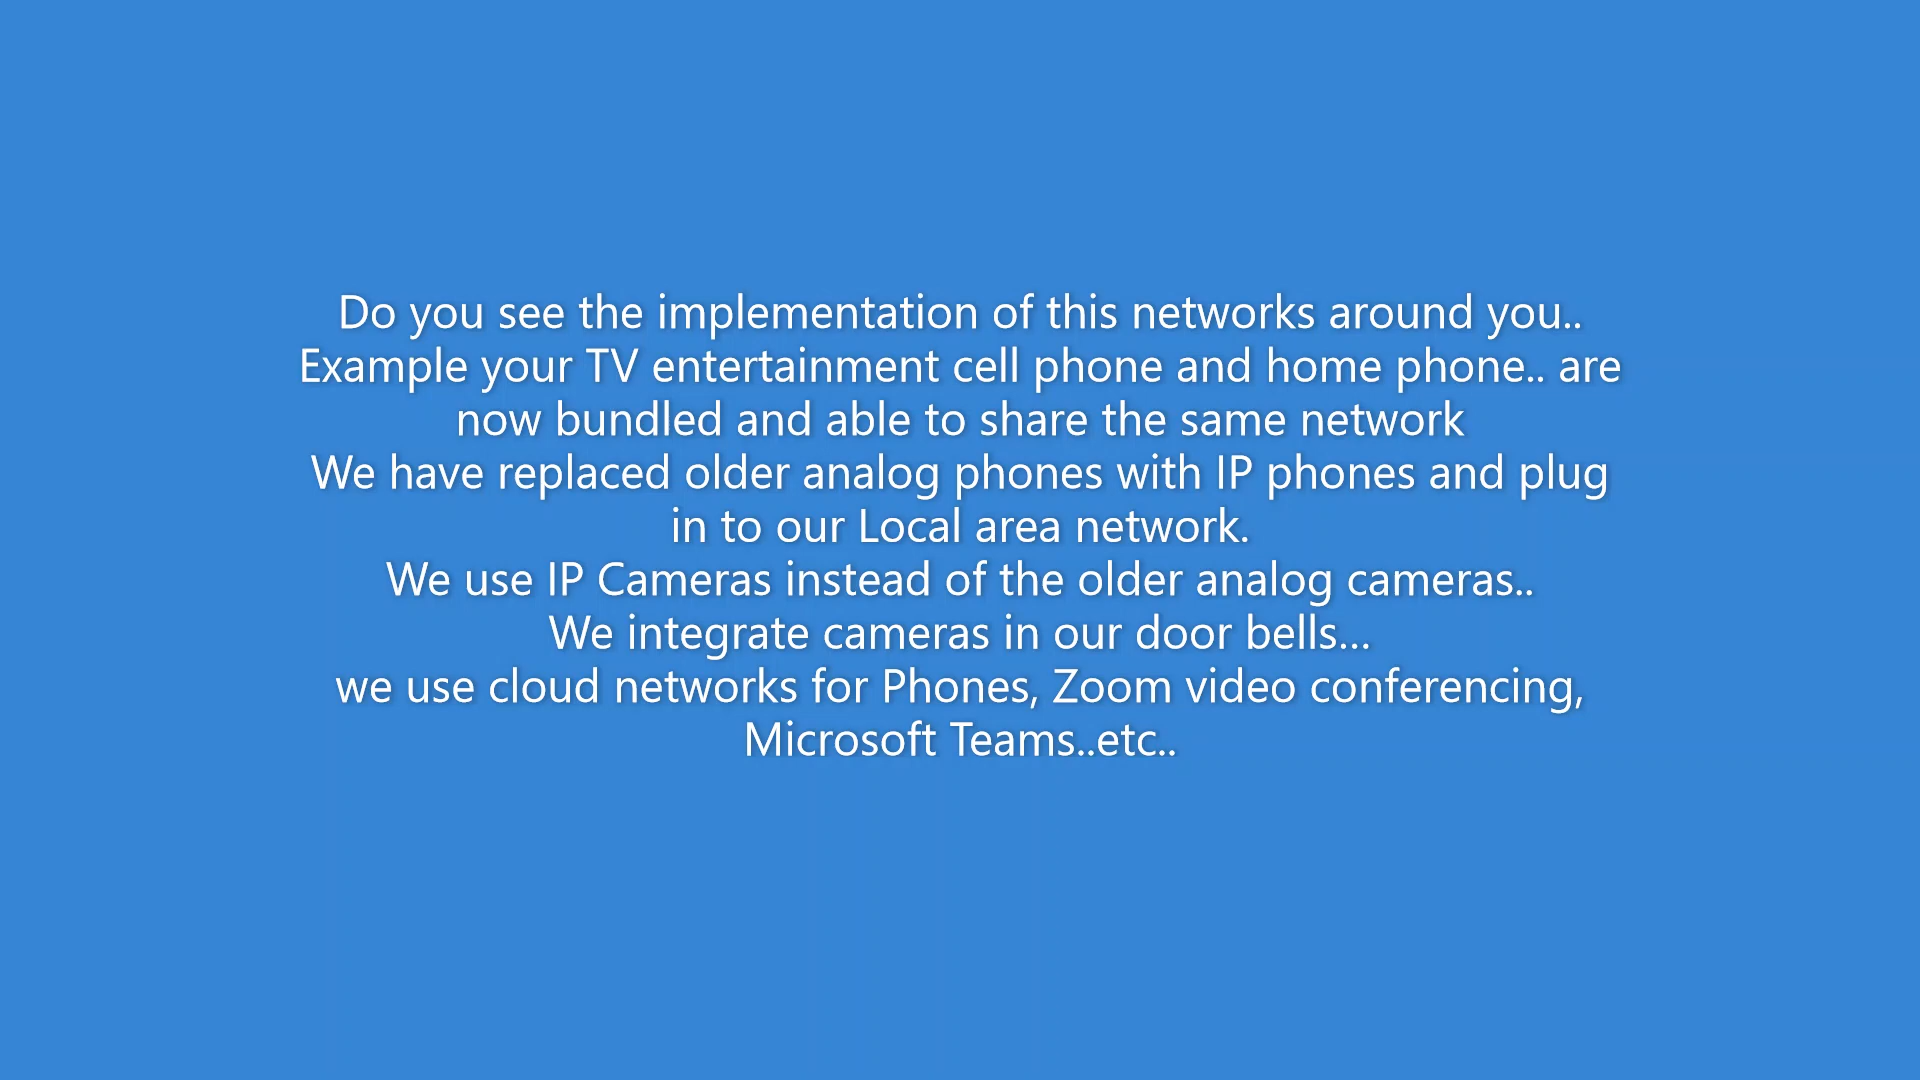 Do you see the implementation of this networks around you..
Example your TV entertainment cell phone and home phone.. are
now bundled and able to share the same network
We have replaced older analog phones with IP phones and plug
in to our Local area network.
We use IP Cameras instead of the older analog cameras..
We integrate cameras in our door bells...
we use cloud networks for Phones, Zoom video conferencing,
Microsoft Teams..etc..